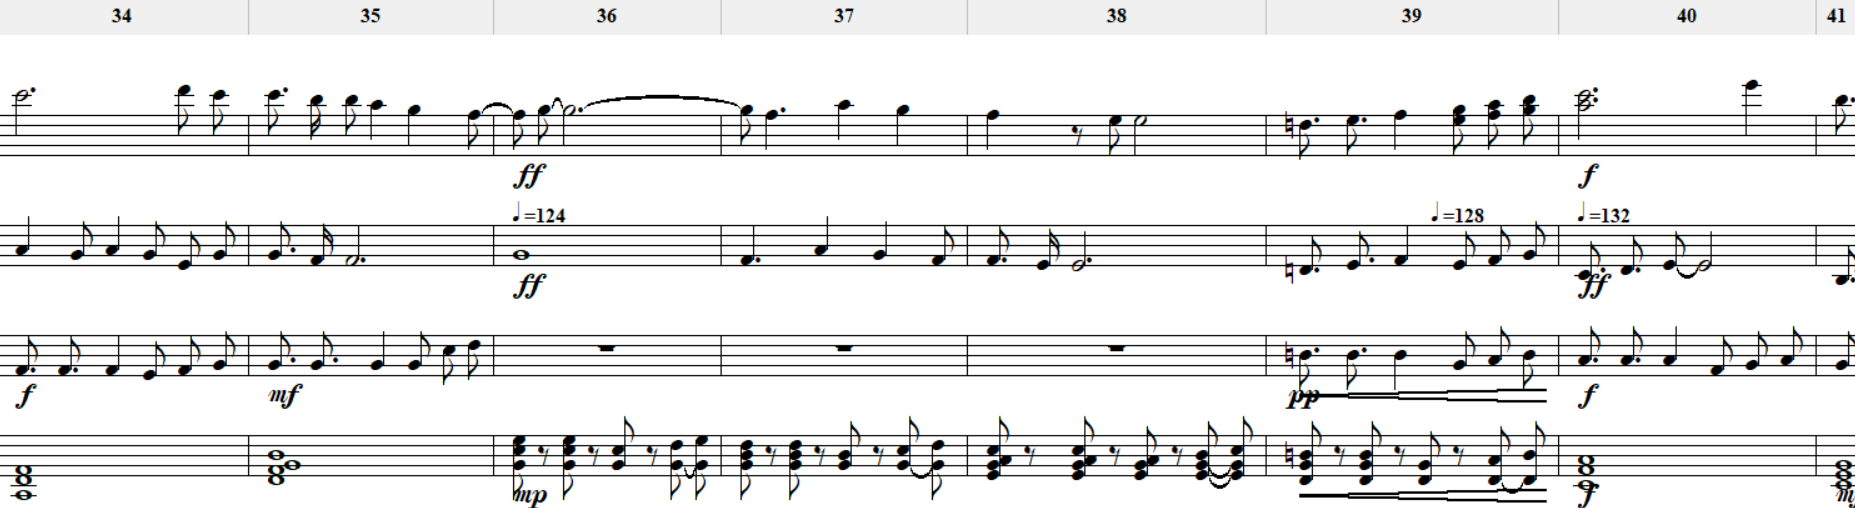 34 35 36 37 38 39 40 41
ff f
♩=124 ♩=128 ♩=132
ff ff
f mf pp f
mp f m